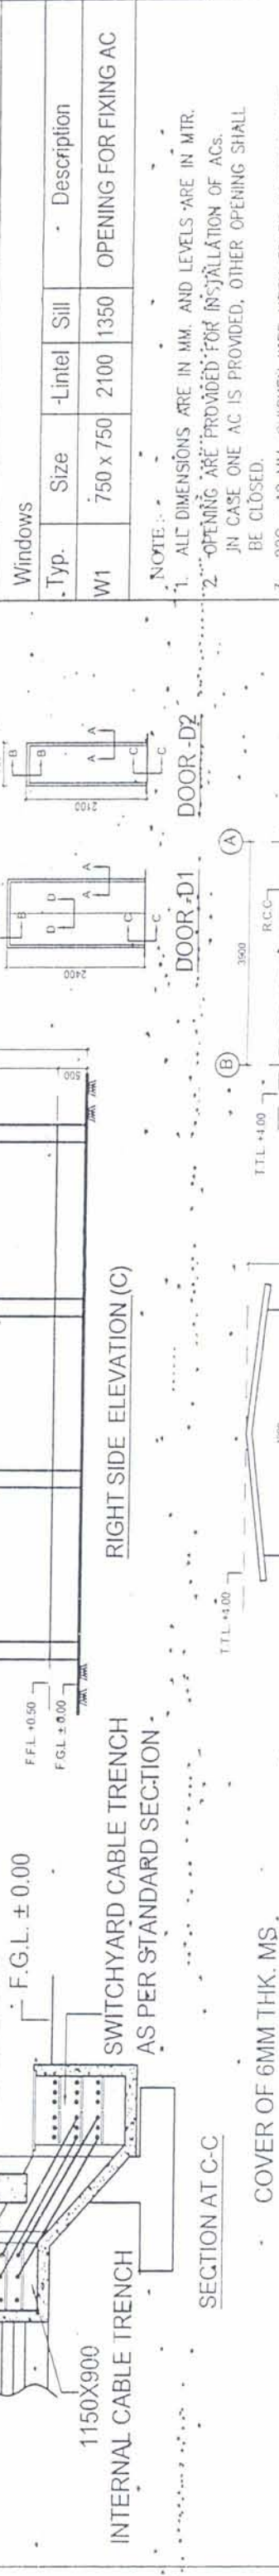 F.G.L. ± 0.00
1150X900
INTERNAL CABLE TRENCH
SWITCHYARD CABLE TRENCH
AS PER STANDARD SECTION
SECTION AT C-C
COVER OF 6MM THK. MS
F.F.L. +0.50
F.G.L. ± 0.00
500
RIGHT SIDE ELEVATION (C)
T.T.L. +4.00
T.T.L. +4.00
B
A
3900
R.C.C
2400
B
D
D
A
A
C
C
DOOR-D1
2100
B
B
A
A
C
C
DOOR-D2
Windows
Typ. Size Lintel Sill Description
W1 750 x 750 2100 1350 OPENING FOR FIXING AC
NOTE :-
1. ALL DIMENSIONS ARE IN MM. AND LEVELS ARE IN MTR.
2. OPENING ARE PROVIDED FOR INSTALLATION OF ACs.
IN CASE ONE AC IS PROVIDED, OTHER OPENING SHALL
BE CLOSED.